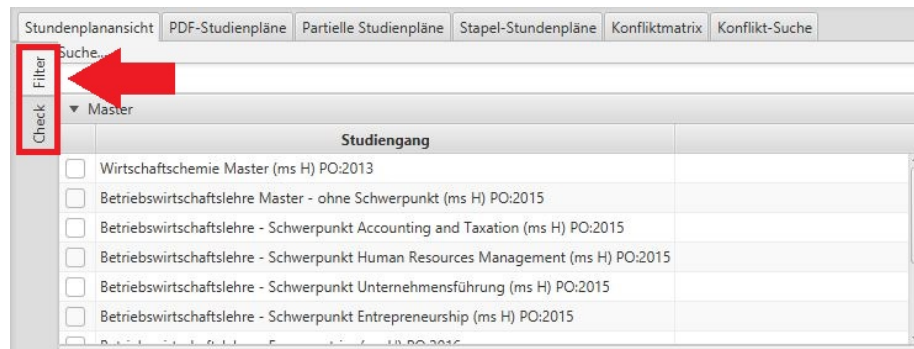 Stundenplanansicht PDF-Studienpläne Partielle Studienpläne Stapel-Stundenpläne Konfliktmatrix Konflikt-Suche
Filter
Check
Suche...
Master
Studiengang
Wirtschaftschemie Master (ms H) PO:2013
Betriebswirtschaftslehre Master - ohne Schwerpunkt (ms H) PO:2015
Betriebswirtschaftslehre - Schwerpunkt Accounting and Taxation (ms H) PO:2015
Betriebswirtschaftslehre - Schwerpunkt Human Resources Management (ms H) PO:2015
Betriebswirtschaftslehre - Schwerpunkt Unternehmensführung (ms H) PO:2015
Betriebswirtschaftslehre - Schwerpunkt Entrepreneurship (ms H) PO:2015